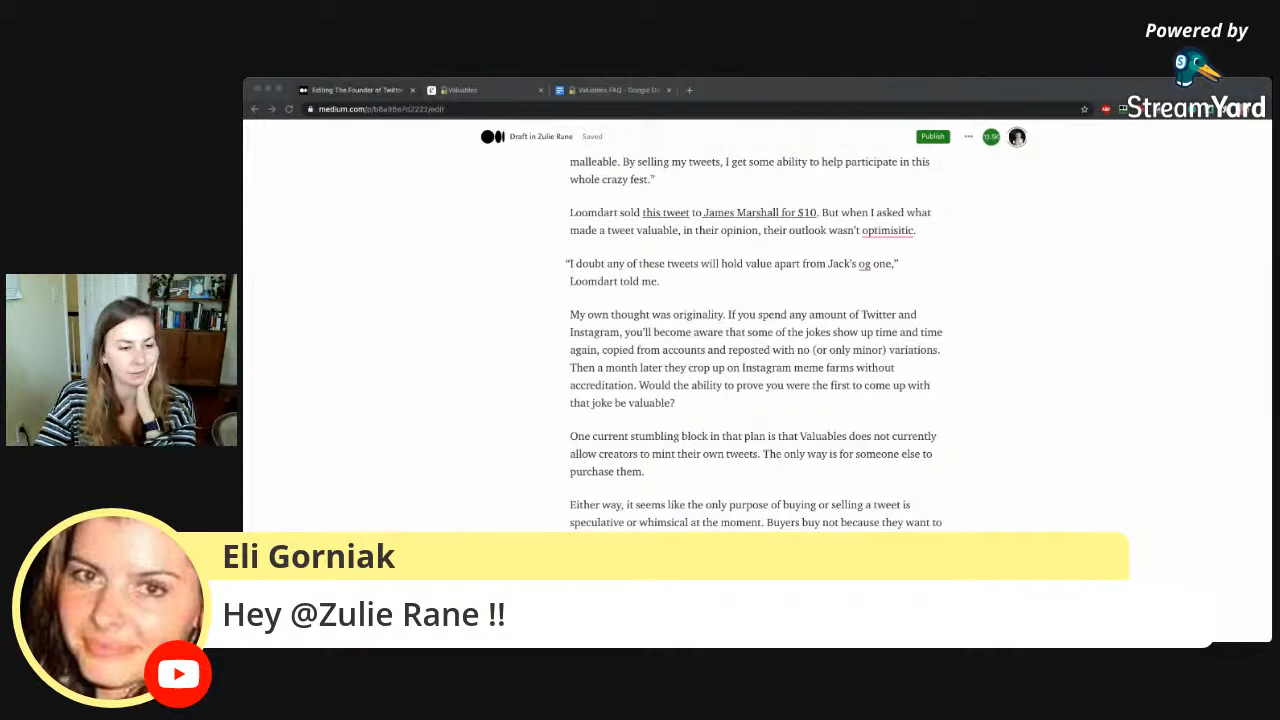 Powered by
StreamYard
Editing The Founder of Twitter
Valuables
Valuables FAQ - Google Do
medium.com/p/b8a95e7d2222/edit
Draft in Zulie Rane Saved
Publish
malleable. By selling my tweets, I get some ability to help participate in this
whole crazy fest.”
Loomdart sold this tweet to James Marshall for $10. But when I asked what
made a tweet valuable, in their opinion, their outlook wasn’t optimisitic.
“I doubt any of these tweets will hold value apart from Jack’s og one,”
Loomdart told me.
My own thought was originality. If you spend any amount of Twitter and
Instagram, you’ll become aware that some of the jokes show up time and time
again, copied from accounts and reposted with no (or only minor) variations.
Then a month later they crop up on Instagram meme farms without
accreditation. Would the ability to prove you were the first to come up with
that joke be valuable?
One current stumbling block in that plan is that Valuables does not currently
allow creators to mint their own tweets. The only way is for someone else to
purchase them.
Either way, it seems like the only purpose of buying or selling a tweet is
speculative or whimsical at the moment. Buyers buy not because they want to
Eli Gorniak
Hey @Zulie Rane !!